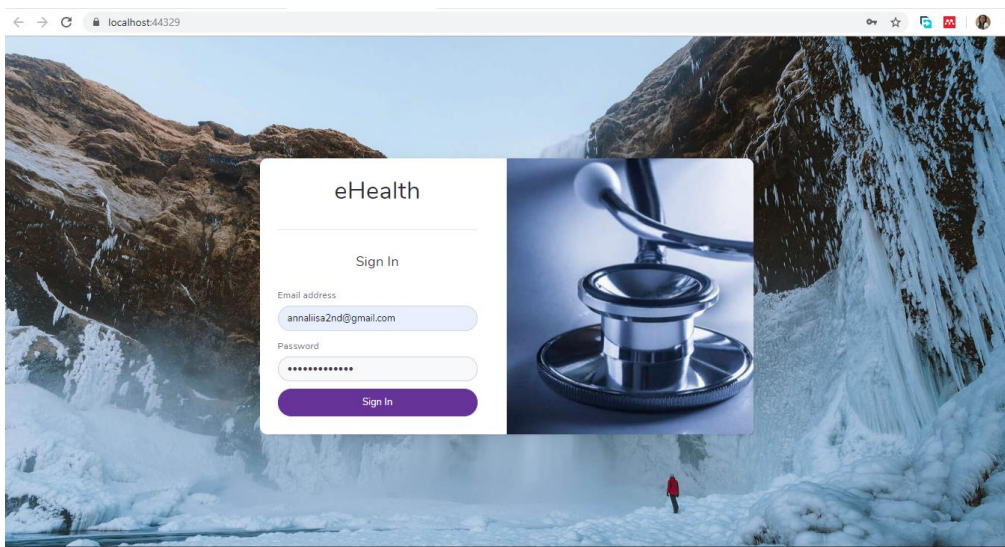 localhost:44329
eHealth
Sign In
Email address
annaliisa2nd@gmail.com
Password
•••••••••••••
Sign In